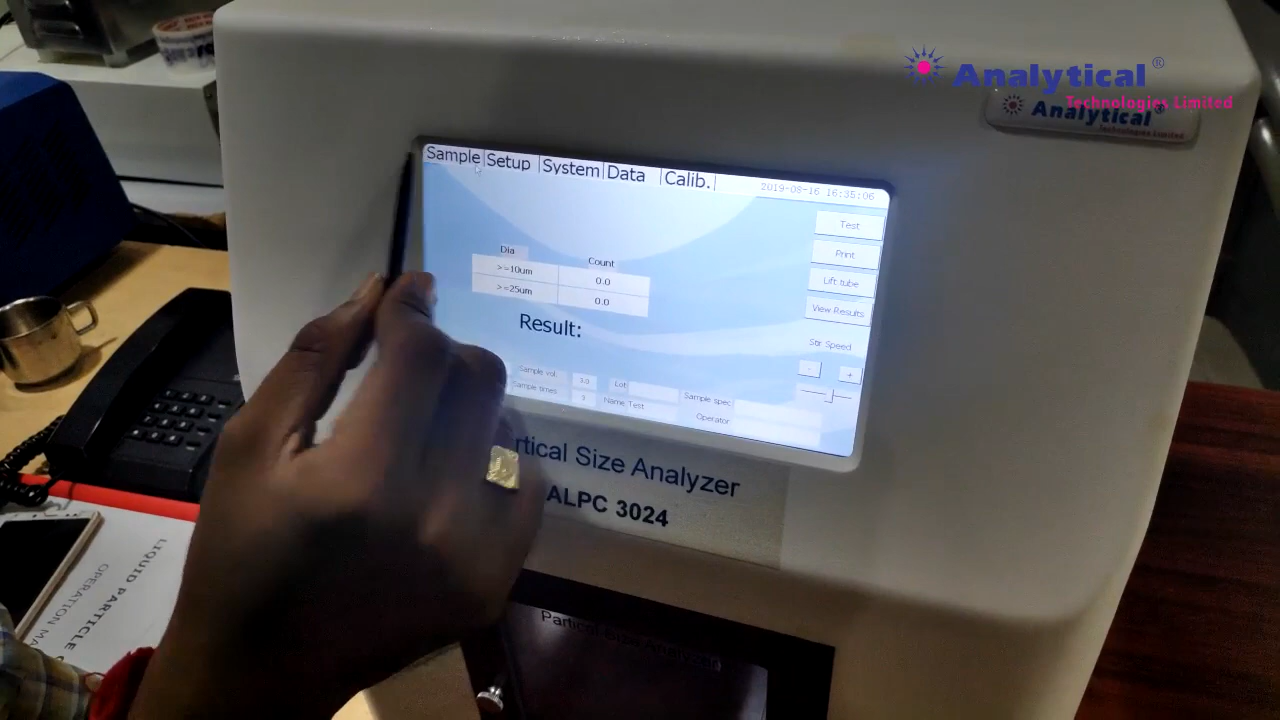 Analytical®
Technologies Limited
Analytical®
Technologies Limited
Sample Setup System Data Calib.
2019-08-16 16:35:06
Test
Print
Lift tube
View Results
Stir Speed
- +
Dia Count
>=10um 0.0
>=25um 0.0
Result:
Sample vol. 3.0 Lot Sample spec
Sample times 3 Name Test Operator
rtical Size Analyzer
ALPC 3024
LIQUID PARTICLE
OPERATION MA